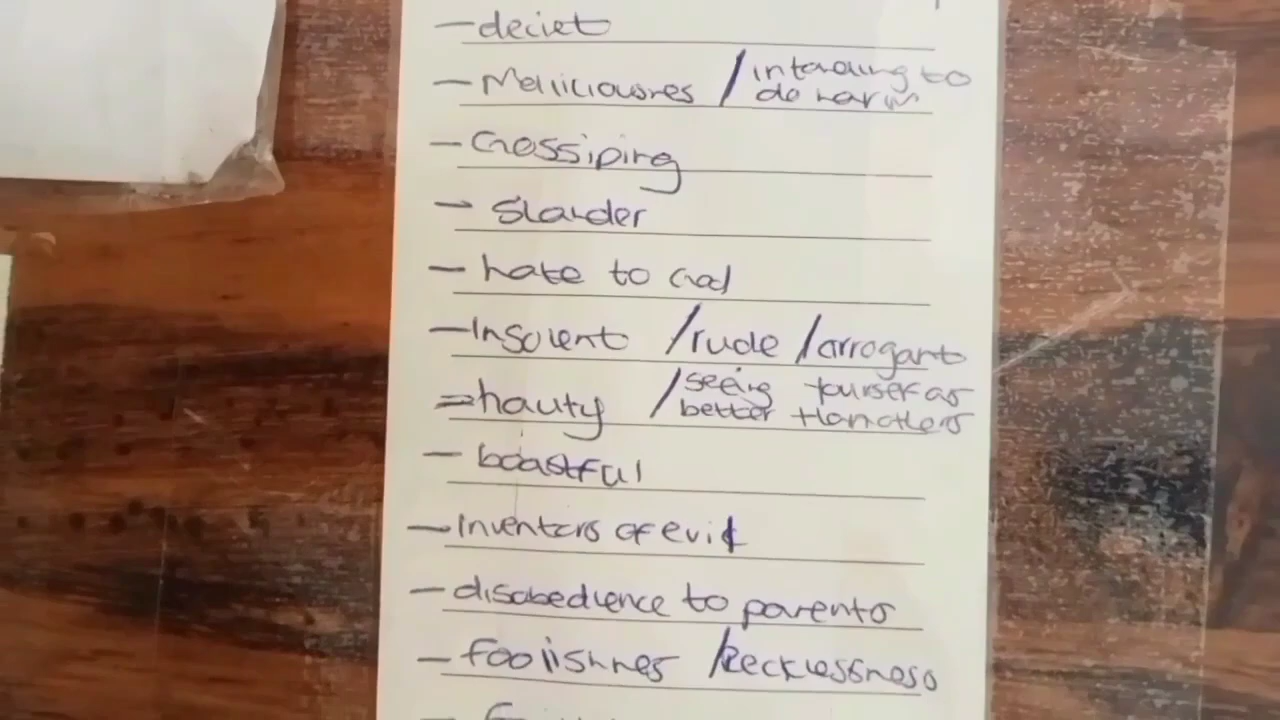 - deciet
- Meliciousnes / intending to
do harm
- Gossiping
- Slander
- hate to God
- Insolent / rude / arrogant
- hauty / seeing yourself as
better than others
- boastful
- inventors of evil
- disobedience to parents
- foolishnes / Recklessness